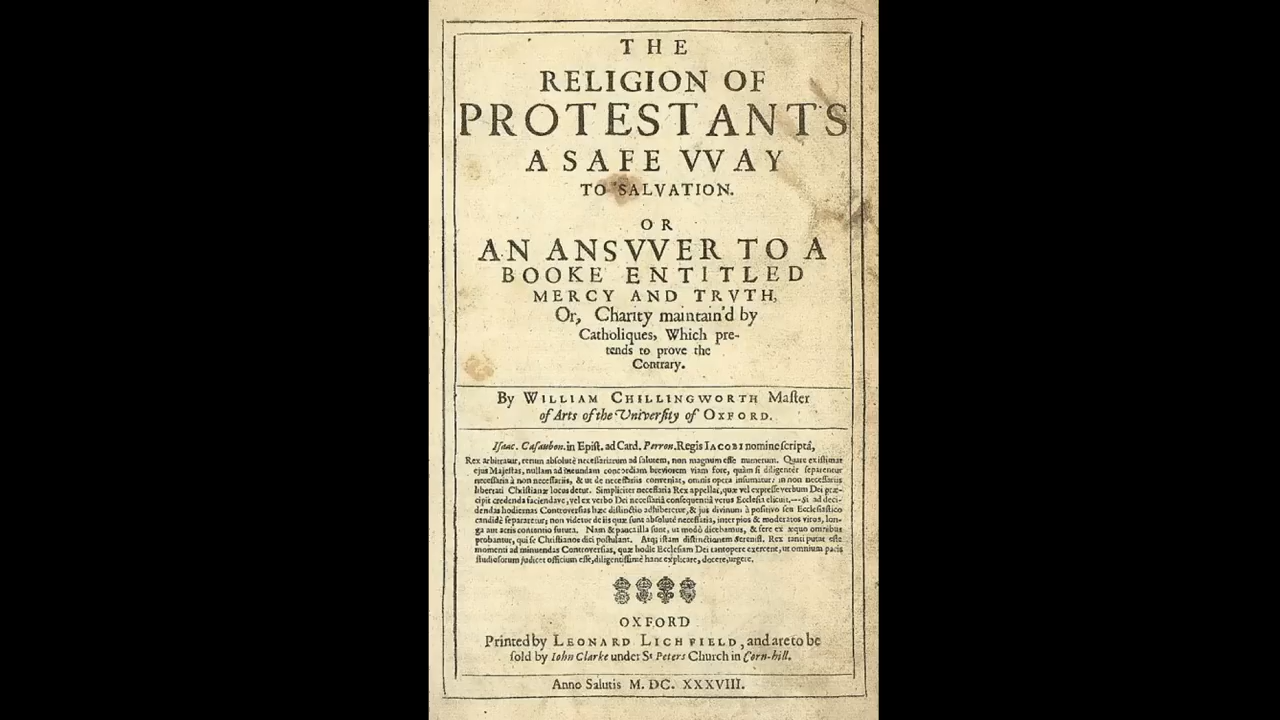 THE
RELIGION OF
PROTESTANTS
A SAFE VVAY
TO SALVATION.
OR
AN ANSVVER TO A
BOOKE ENTITLED
MERCY AND TRVTH,
Or, Charity maintain'd by
Catholiques, Which pre-
tends to prove the
Contrary.
By WILLIAM CHILLINGWORTH Maſter
of Arts of the Univerſity of OXFORD.
Iſaac. Caſaubon. in Epist. ad Card. Perron. Regis IACOBI nomine ſcriptâ,
Rex arbitratur, rerum abſolutè neceſſariarum ad ſalutem, non magnum eſſe numerum. Quare exiſtimat
ejus Majeſtas, nullam ad ineundam concordiam breviorem viam fore, quàm ſi diligentèr ſeparentur
neceſſaria à non neceſſariis, & ut de neceſſariis conveniat, omnis opera inſumatur: in non neceſſariis
libertati Christianæ locus detur. Simpliciter neceſſaria Rex appellat, quæ vel expreſſe verbum Dei præ-
cipit credenda faciendave, vel ex verbo Dei neceſſariâ conſequentiâ vetus Eccleſia elicuit.--- Si ad deci-
dendas hodiernas Controverſias hæc diſtinctio adhiberetur, & jus divinum à poſitivo ſeu Eccleſiaſtico
candidè ſepararetur; non videtur de iis quæ ſunt abſolutè neceſſaria, inter pios & moderatos viros, lon-
ga aut acris contentio futura. Nam & pauca illa ſunt, ut modò dicebamus, & ferè ex æquo omnibus
probantur, qui ſe Chriſtianos dici poſtulant. Atq; iſtam diſtinctionem Sereniſſ. Rex tanti putat eſſe
momenti ad minuendas Controverſias, quæ hodie Eccleſiam Dei tantopere exercent, ut omnium pacis
ſtudioſorum judicet officium eſſe, diligentiſſimè hanc explicare, docere, urgere.
OXFORD
Printed by LEONARD LICHFIELD, and are to be
ſold by Iohn Clarke under St Peters Church in Corn-hill.
Anno Salutis M. DC. XXXVIII.